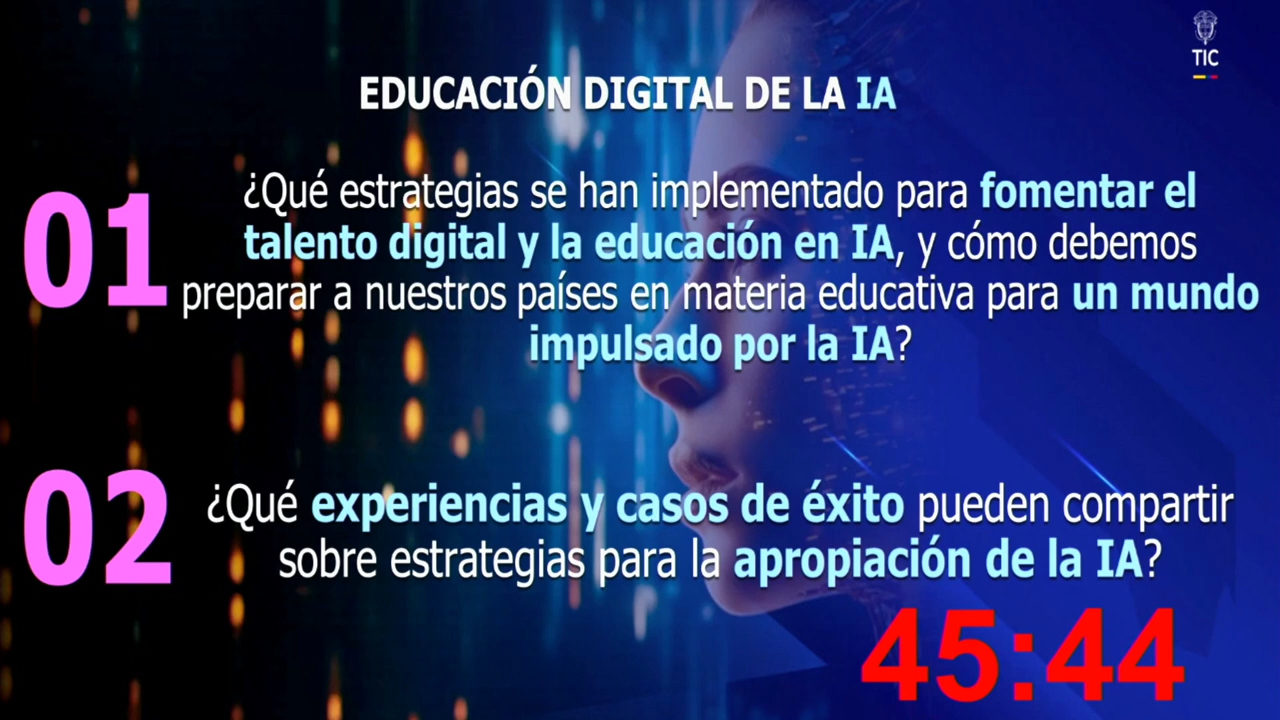 TIC
EDUCACIÓN DIGITAL DE LA IA
01
¿Qué estrategias se han implementado para fomentar el
talento digital y la educación en IA, y cómo debemos
preparar a nuestros países en materia educativa para un mundo
impulsado por la IA?
02
¿Qué experiencias y casos de éxito pueden compartir
sobre estrategias para la apropiación de la IA?
45:44